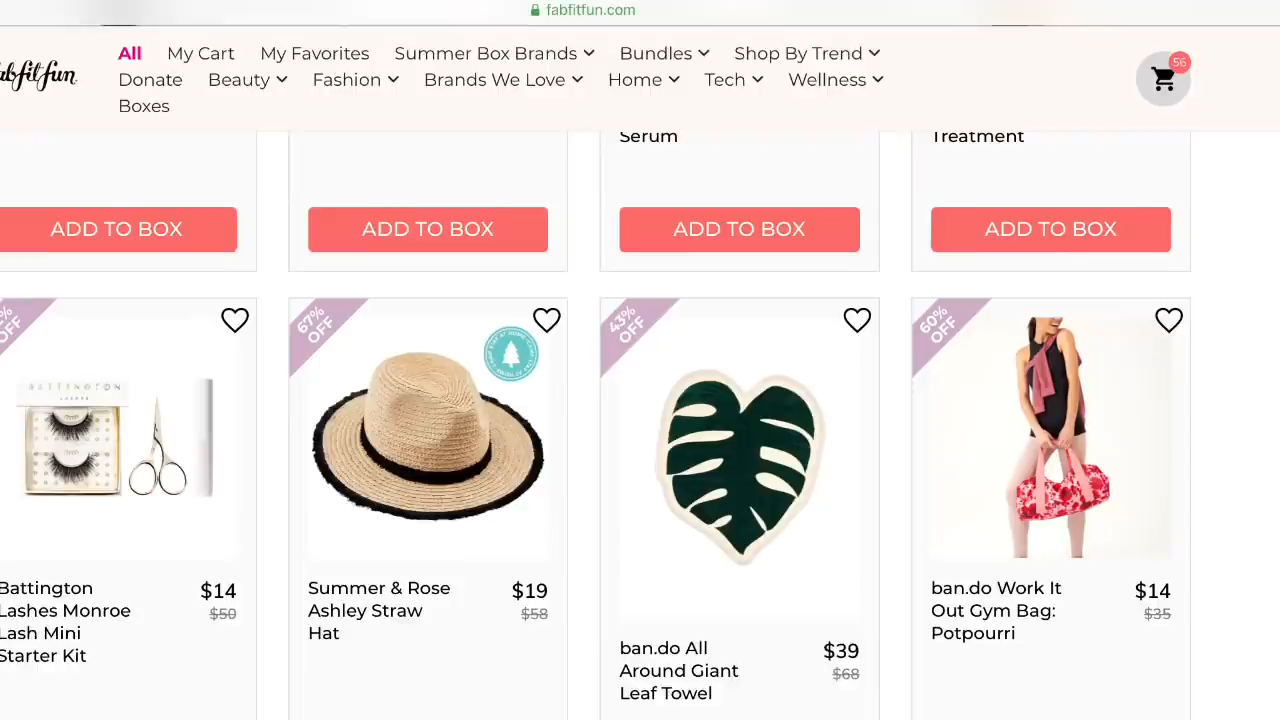 fabfitfun.com
All My Cart My Favorites Summer Box Brands Bundles Shop By Trend
Donate Beauty Fashion Brands We Love Home Tech Wellness
Boxes
fabfitfun
56
Serum
Treatment
ADD TO BOX
ADD TO BOX
ADD TO BOX
ADD TO BOX
OFF
67%
OFF
43%
OFF
60%
OFF
BATTINGTON
LASHES
Battington
Lashes Monroe
Lash Mini
Starter Kit
$14
$50
Summer & Rose
Ashley Straw
Hat
$19
$58
ban.do All
Around Giant
Leaf Towel
$39
$68
ban.do Work It
Out Gym Bag:
Potpourri
$14
$35